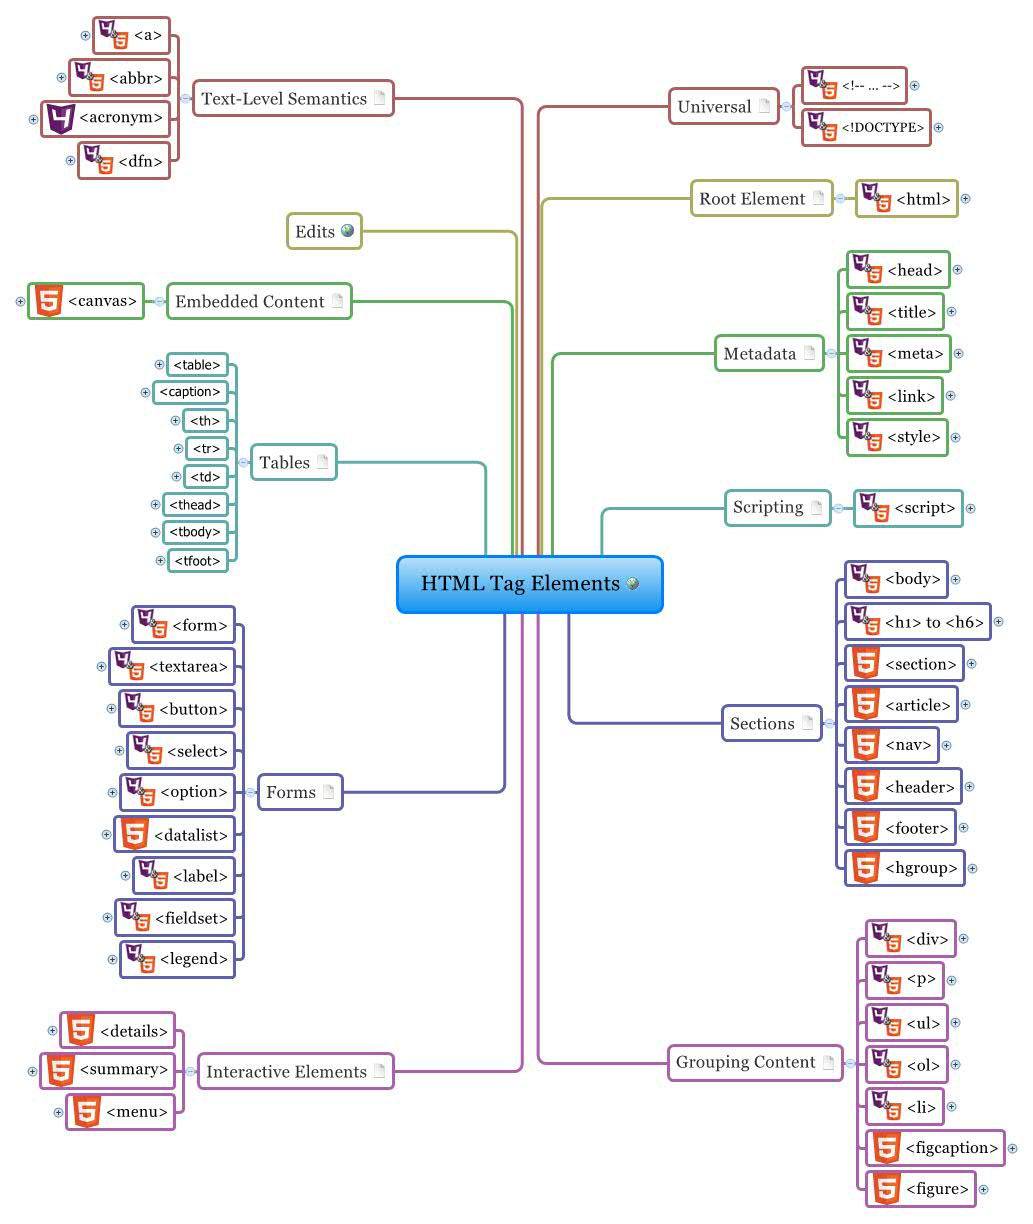 HTML Tag Elements
Text-Level Semantics
<a>
<abbr>
<acronym>
<dfn>
Edits
Embedded Content
<canvas>
Tables
<table>
<caption>
<th>
<tr>
<td>
<thead>
<tbody>
<tfoot>
Forms
<form>
<textarea>
<button>
<select>
<option>
<datalist>
<label>
<fieldset>
<legend>
Interactive Elements
<details>
<summary>
<menu>
Universal
<!-- ... -->
<!DOCTYPE>
Root Element
<html>
Metadata
<head>
<title>
<meta>
<link>
<style>
Scripting
<script>
Sections
<body>
<h1> to <h6>
<section>
<article>
<nav>
<header>
<footer>
<hgroup>
Grouping Content
<div>
<p>
<ul>
<ol>
<li>
<figcaption>
<figure>